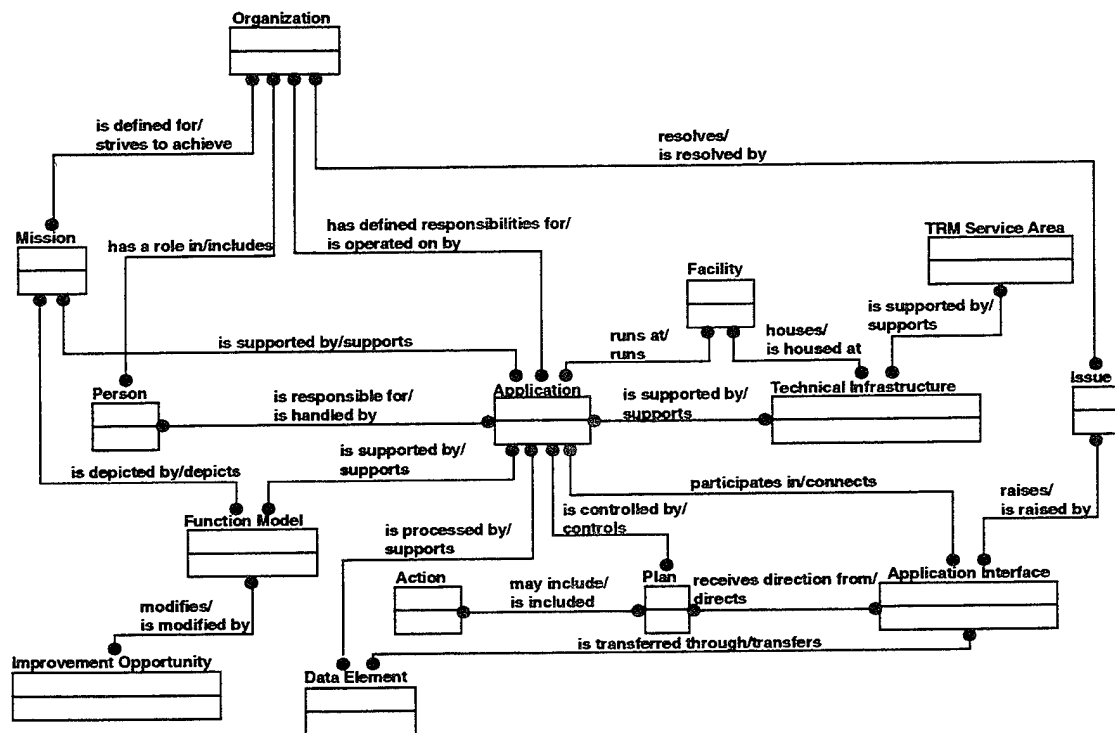 Organization
is defined for/
strives to achieve
resolves/
is resolved by
Mission
has a role in/includes
has defined responsibilities for/
is operated on by
TRM Service Area
Facility
is supported by/
supports
is supported by/supports
runs at/
runs
houses/
is housed at
Person
is responsible for/
is handled by
Application
is supported by/
supports
Technical Infrastructure
Issue
is depicted by/depicts
is supported by/
supports
participates in/connects
raises/
is raised by
Function Model
is processed by/
supports
is controlled by/
controls
Action
may include/
is included
Plan
receives direction from/
directs
Application Interface
modifies/
is modified by
is transferred through/transfers
Improvement Opportunity
Data Element